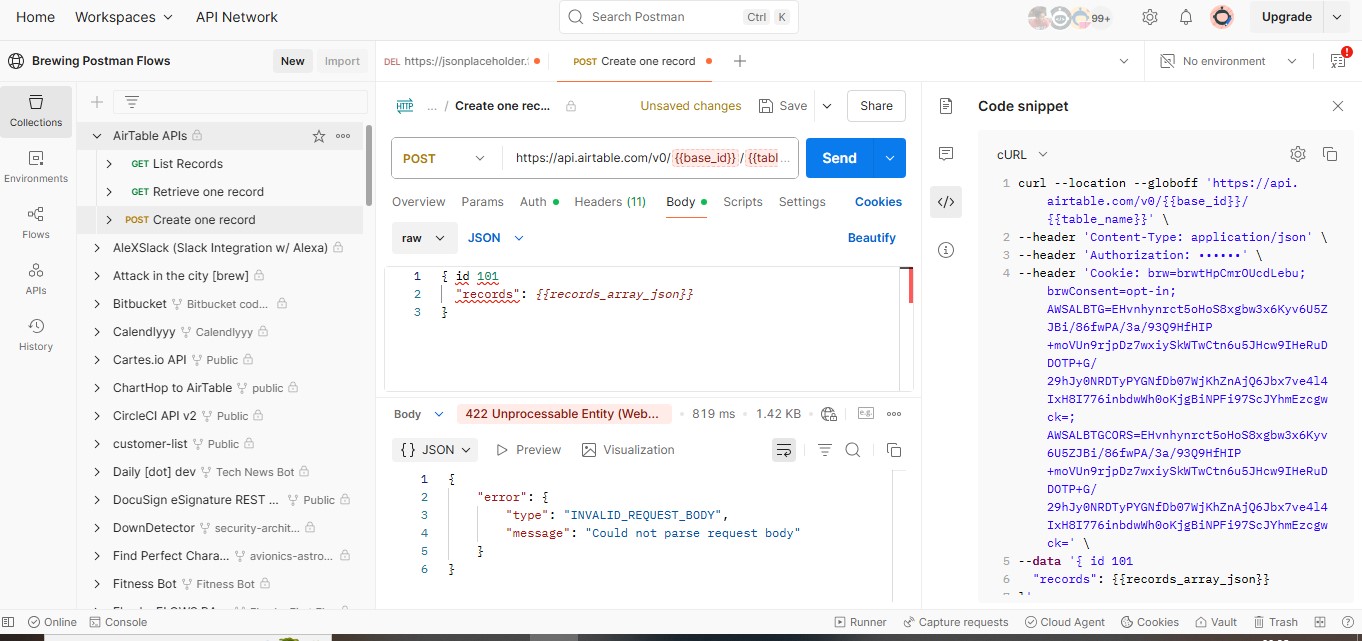 Home Workspaces API Network Search Postman Ctrl K 99+ Upgrade
Brewing Postman Flows New Import DEL https://jsonplaceholder. POST Create one record No environment
Collections
Environments
Flows
APIs
History
AirTable APIs
GET List Records
GET Retrieve one record
POST Create one record
AleXSlack (Slack Integration w/ Alexa)
Attack in the city [brew]
Bitbucket Bitbucket cod...
Calendlyyy Calendlyyy
Cartes.io API Public
ChartHop to AirTable public
CircleCI API v2 Public
customer-list Public
Daily [dot] dev Tech News Bot
DocuSign eSignature REST ... Public
DownDetector security-archit...
Find Perfect Chara... avionics-astro...
Fitness Bot Fitness Bot
... / Create one rec... Unsaved changes Save Share
POST https://api.airtable.com/v0/ {{base_id}} / {{tabl ... Send
Overview Params Auth Headers (11) Body Scripts Settings Cookies
raw JSON Beautify
1 { id 101
2 "records": {{records_array_json}}
3 }
Body 422 Unprocessable Entity (Web... 819 ms 1.42 KB e.g.
{} JSON Preview Visualization
1 {
2 "error": {
3 "type": "INVALID_REQUEST_BODY",
4 "message": "Could not parse request body"
5 }
6 }
Code snippet
cURL
1 curl --location --globoff 'https://api.
airtable.com/v0/{{base_id}}/
{{table_name}}' \
2 --header 'Content-Type: application/json' \
3 --header 'Authorization: ••••••' \
4 --header 'Cookie: brw=brwtHpCmrOUcdLebu;
brwConsent=opt-in;
AWSALBTG=EHvnhynrct5oHoS8xgbw3x6Kyv6U5Z
JBi/86fwPA/3a/93Q9HfHIP
+moVUn9rjpDz7wxiySkWTwCtn6u5JHcw9IHeRuD
DOTP+G/
29hJy0NRDTyPYGNfDb07WjKhZnAjQ6Jbx7ve4l4
IxH8I776inbdwWh0oKjgBiNPFi97ScJYhmEzcgw
ck=;
AWSALBTGCORS=EHvnhynrct5oHoS8xgbw3x6Kyv
6U5ZJBi/86fwPA/3a/93Q9HfHIP
+moVUn9rjpDz7wxiySkWTwCtn6u5JHcw9IHeRuD
DOTP+G/
29hJy0NRDTyPYGNfDb07WjKhZnAjQ6Jbx7ve4l4
IxH8I776inbdwWh0oKjgBiNPFi97ScJYhmEzcgw
ck=' \
5 --data '{ id 101
6 "records": {{records_array_json}}
Online Console Runner Capture requests Cloud Agent Cookies Vault Trash